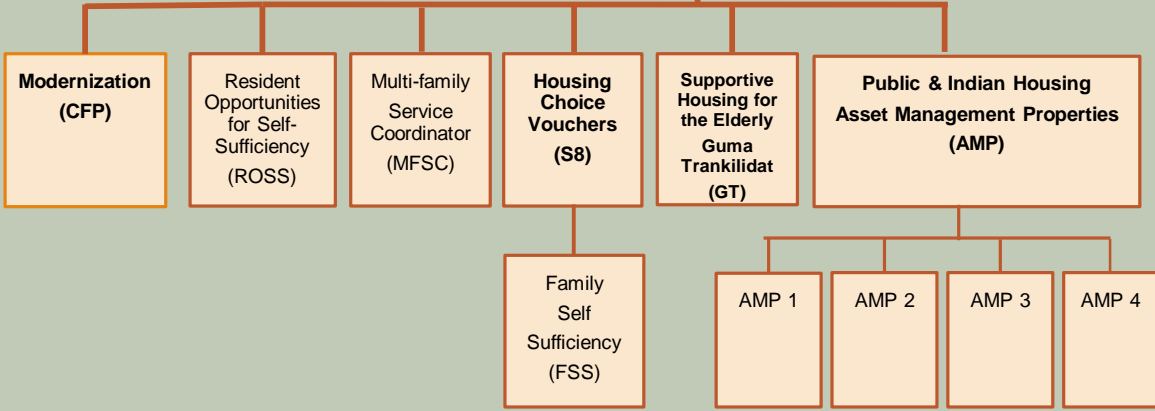 Modernization
(CFP)
Resident
Opportunities
for Self-
Sufficiency
(ROSS)
Multi-family
Service
Coordinator
(MFSC)
Housing
Choice
Vouchers
(S8)
Supportive
Housing for
the Elderly
Guma
Trankilidat
(GT)
Public & Indian Housing
Asset Management Properties
(AMP)
Family
Self
Sufficiency
(FSS)
AMP 1
AMP 2
AMP 3
AMP 4